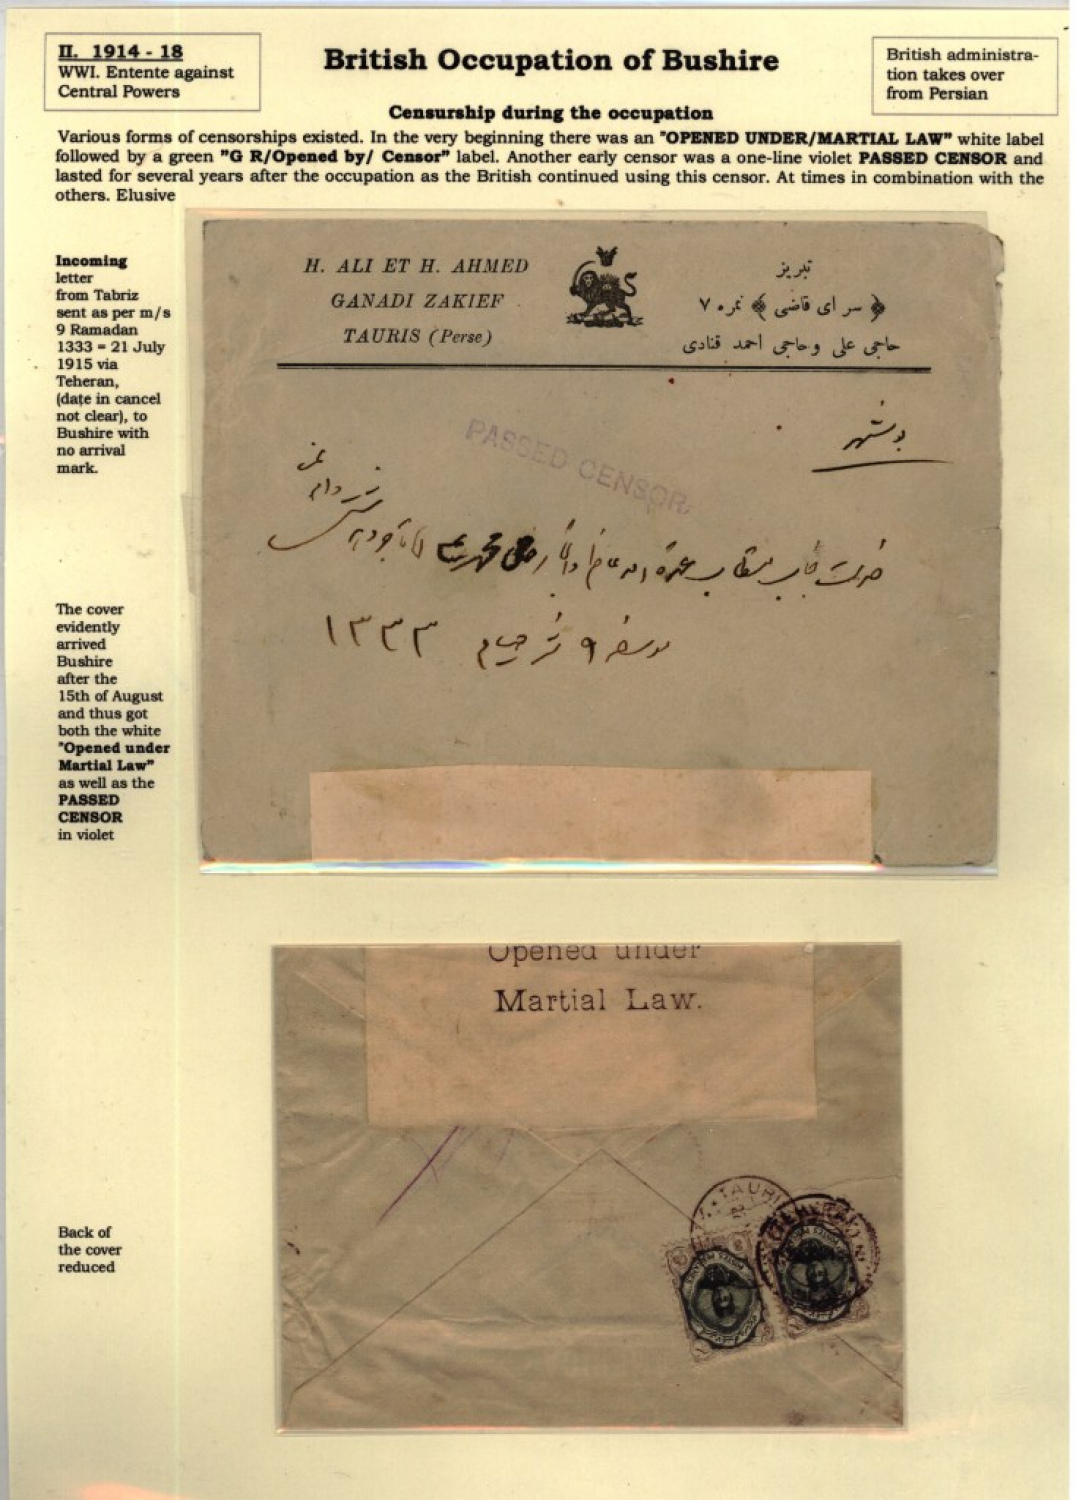 II. 1914 - 18
WWI. Entente against
Central Powers
British Occupation of Bushire
British administra-
tion takes over
from Persian
Censurship during the occupation
Various forms of censorships existed. In the very beginning there was an "OPENED UNDER/MARTIAL LAW" white label
followed by a green "G R/Opened by/ Censor" label. Another early censor was a one-line violet PASSED CENSOR and
lasted for several years after the occupation as the British continued using this censor. At times in combination with the
others. Elusive
Incoming
letter
from Tabriz
sent as per m/s
9 Ramadan
1333 = 21 July
1915 via
Teheran,
(date in cancel
not clear), to
Bushire with
no arrival
mark.
H. ALI ET H. AHMED
GANADI ZAKIEF
TAURIS (Perse)
تبریز
﴿ سرای قاضی ﴾ نمره ۷
حاجی علی و حاجی احمد قنادی
بوشهر
PASSED CENSOR.
۹
۱۳۳۳
The cover
evidently
arrived
Bushire
after the
15th of August
and thus got
both the white
"Opened under
Martial Law"
as well as the
PASSED
CENSOR
in violet
Opened under
Martial Law.
TAURI
TEHERAN
Back of
the cover
reduced